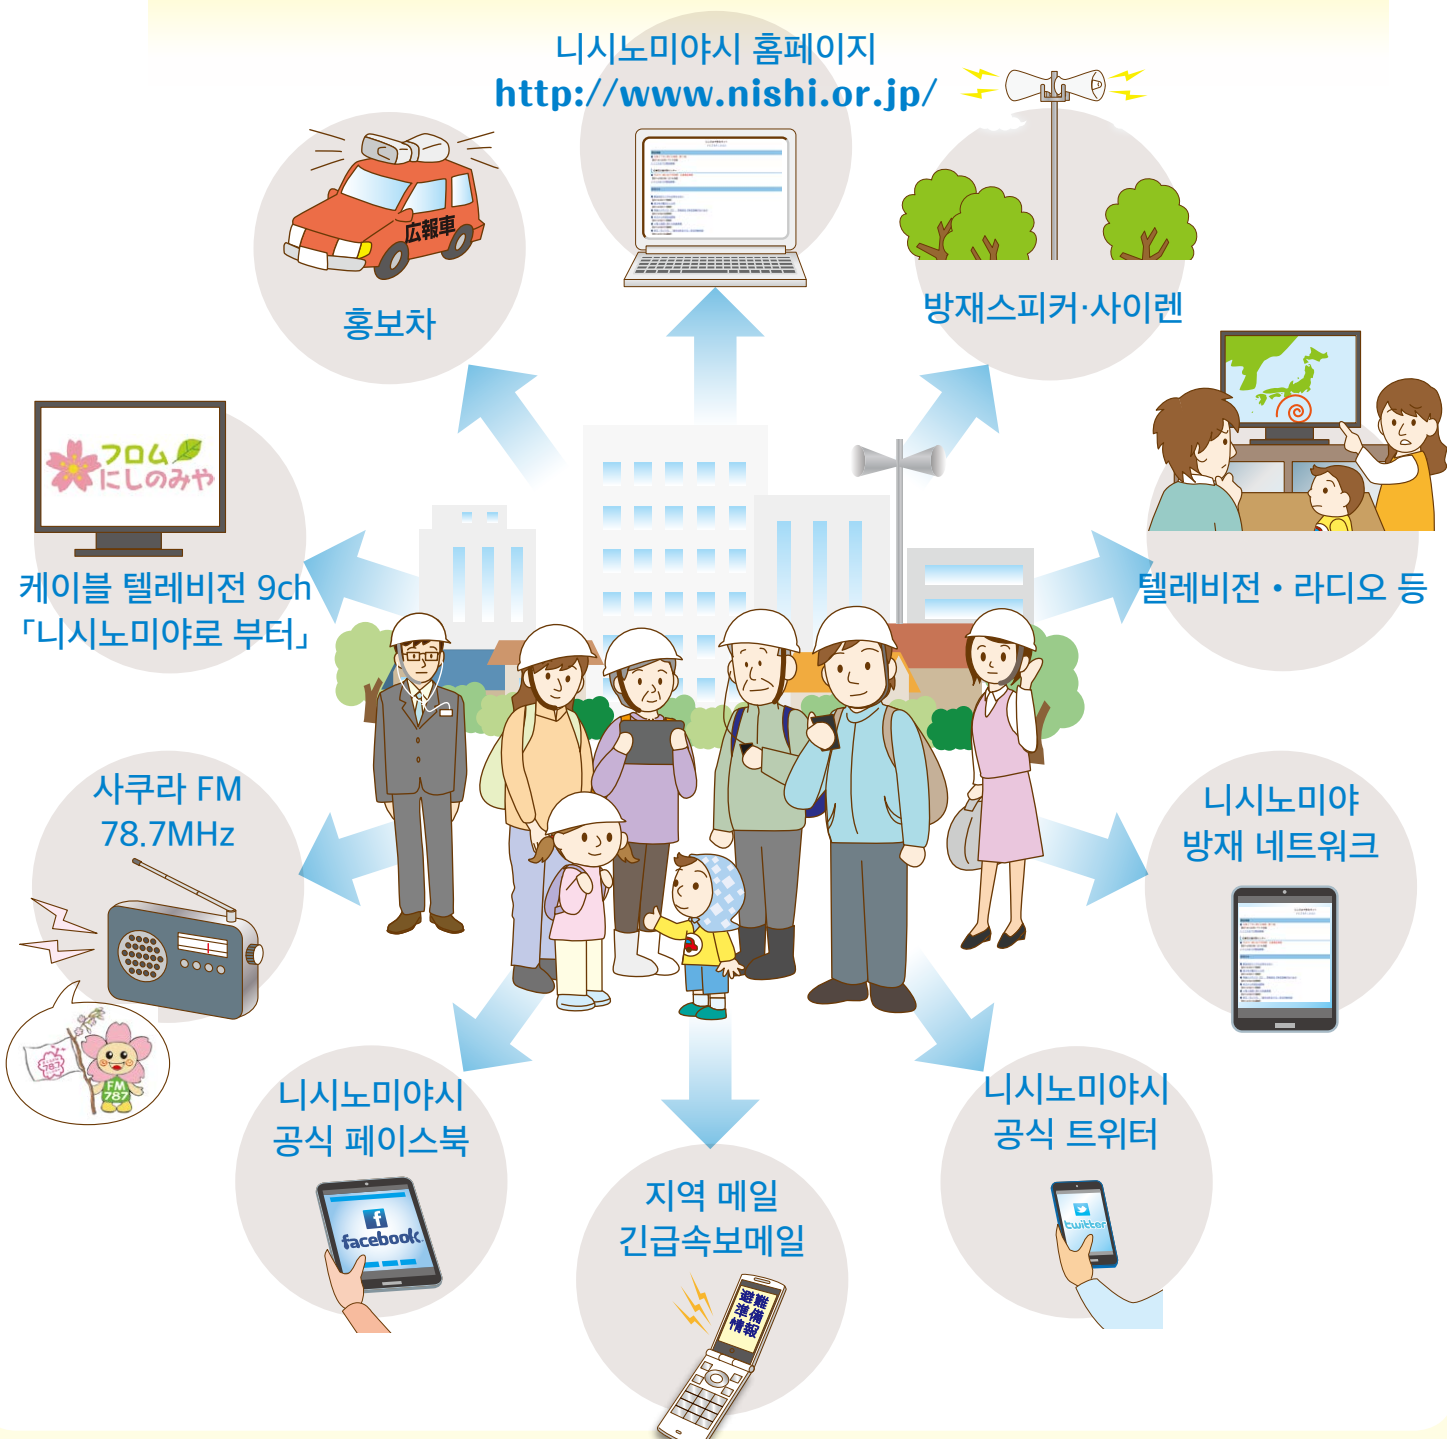 니시노미야시 홈페이지
http://www.nishi.or.jp/
広報車
홍보차
방재스피커·사이렌
フロム
にしのみや
케이블 텔레비전 9ch
「니시노미야로 부터」
텔레비전・라디오 등
사쿠라 FM
78.7MHz
니시노미야
방재 네트워크
78.7
FM
787
니시노미야시
공식 페이스북
f
facebook
니시노미야시
공식 트위터
twitter
지역 메일
긴급속보메일
避難
準備
情報